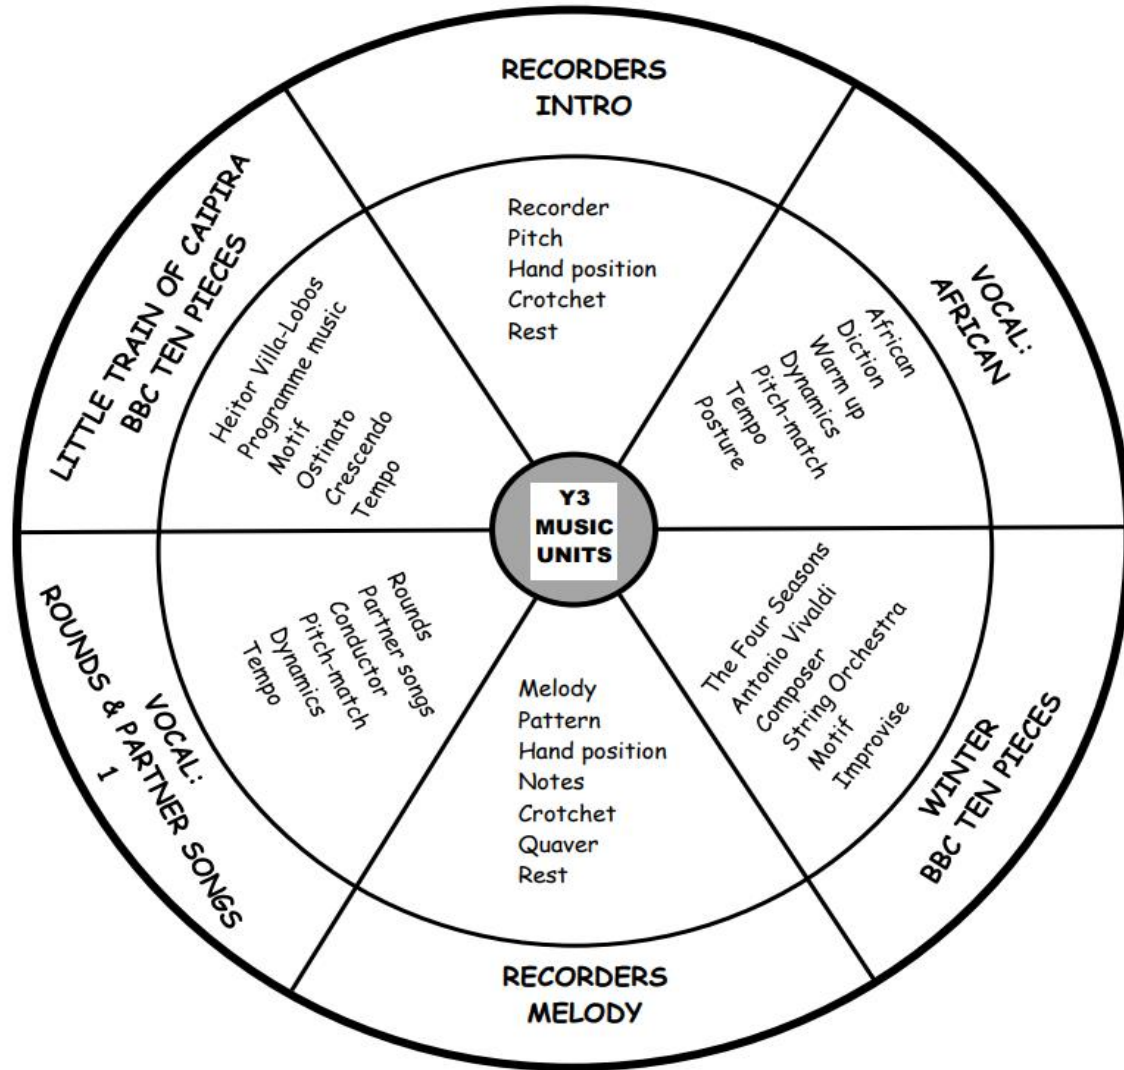 RECORDERS
INTRO
Recorder
Pitch
Hand position
Crotchet
Rest
VOCAL:
AFRICAN
African
Diction
Warm up
Dynamics
Pitch-match
Tempo
Posture
WINTER
BBC TEN PIECES
The Four Seasons
Antonio Vivaldi
Composer
String Orchestra
Motif
Improvise
RECORDERS
MELODY
Melody
Pattern
Hand position
Notes
Crotchet
Quaver
Rest
VOCAL:
ROUNDS & PARTNER SONGS
1
Rounds
Partner songs
Conductor
Pitch-match
Dynamics
Tempo
LITTLE TRAIN OF CAIPIRA
BBC TEN PIECES
Heitor Villa-Lobos
Programme music
Motif
Ostinato
Crescendo
Tempo
Y3
MUSIC
UNITS